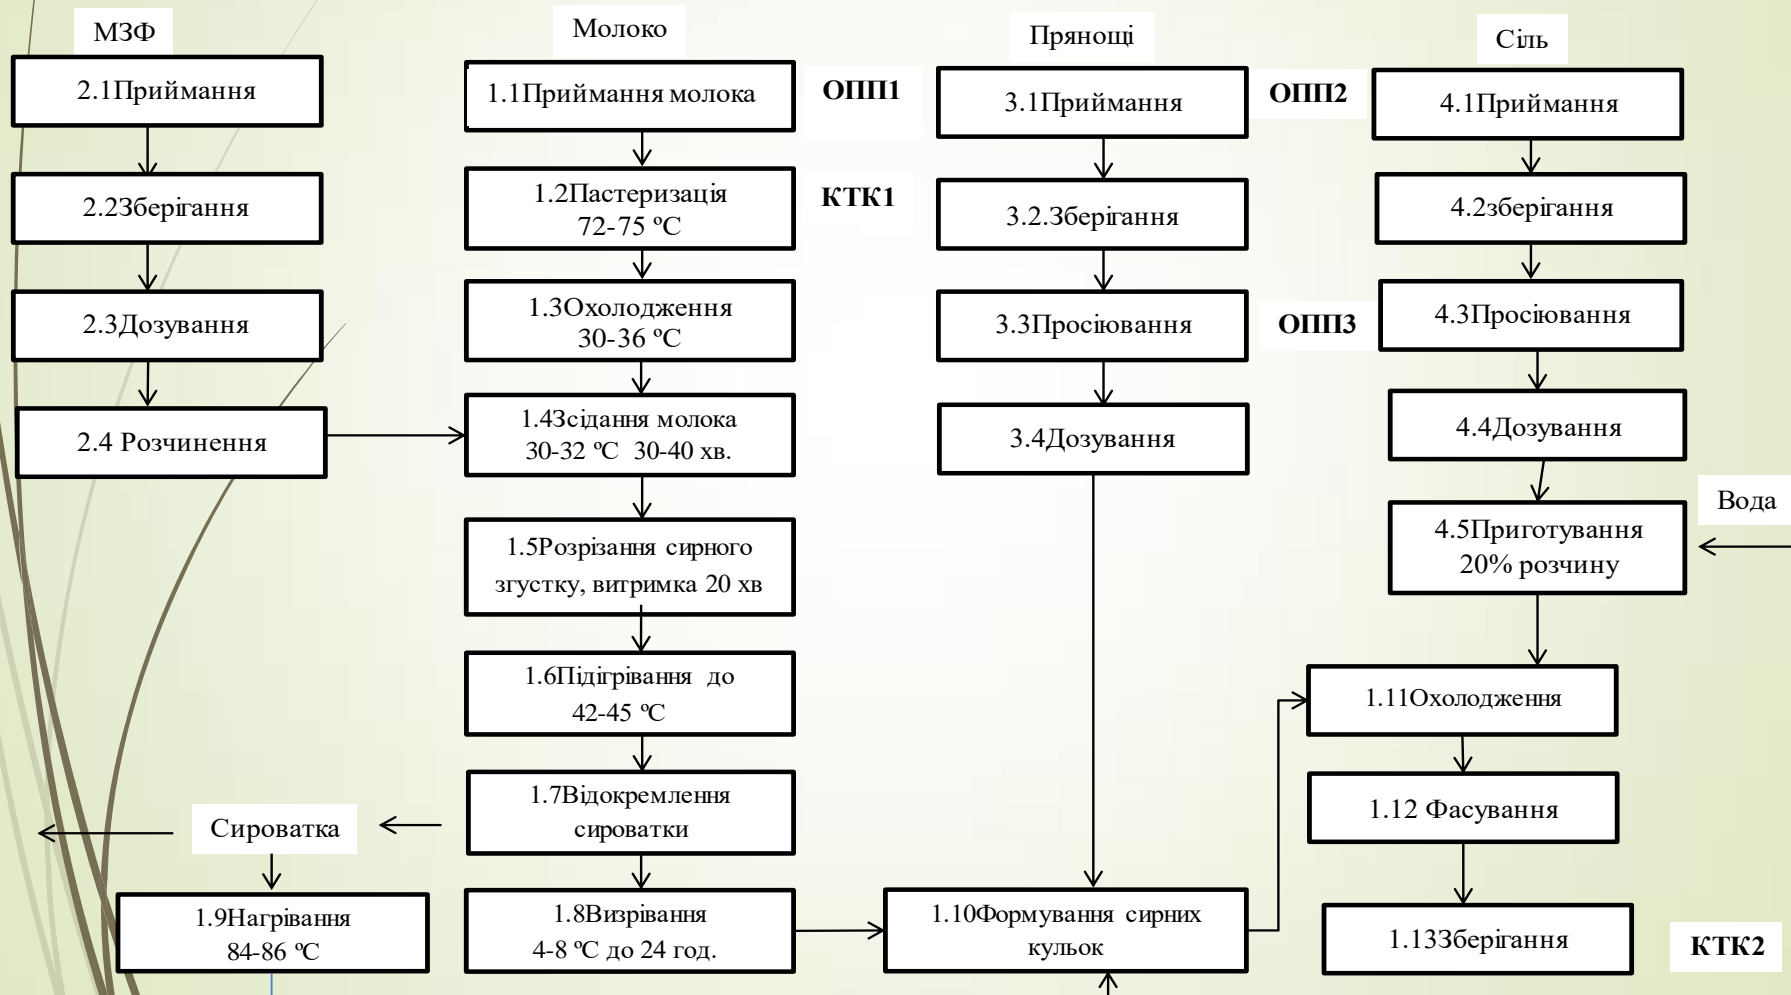 МЗФ
2.1Приймання
2.2Зберігання
2.3Дозування
2.4 Розчинення
Сироватка
1.9Нагрівання
84-86 ºС
Молоко
1.1Приймання молока
ОПП1
1.2Пастеризація
72-75 ºС
КТК1
1.3Охолодження
30-36 ºС
1.4Зсідання молока
30-32 ºС 30-40 хв.
1.5Розрізання сирного
згустку, витримка 20 хв
1.6Підігрівання до
42-45 ºС
1.7Відокремлення
сироватки
1.8Визрівання
4-8 ºС до 24 год.
Прянощі
3.1Приймання
ОПП2
3.2.Зберігання
3.3Просіювання
ОПП3
3.4Дозування
1.10Формування сирних
кульок
Сіль
4.1Приймання
4.2зберігання
4.3Просіювання
4.4Дозування
Вода
4.5Приготування
20% розчину
1.11Охолодження
1.12 Фасування
1.13Зберігання
КТК2